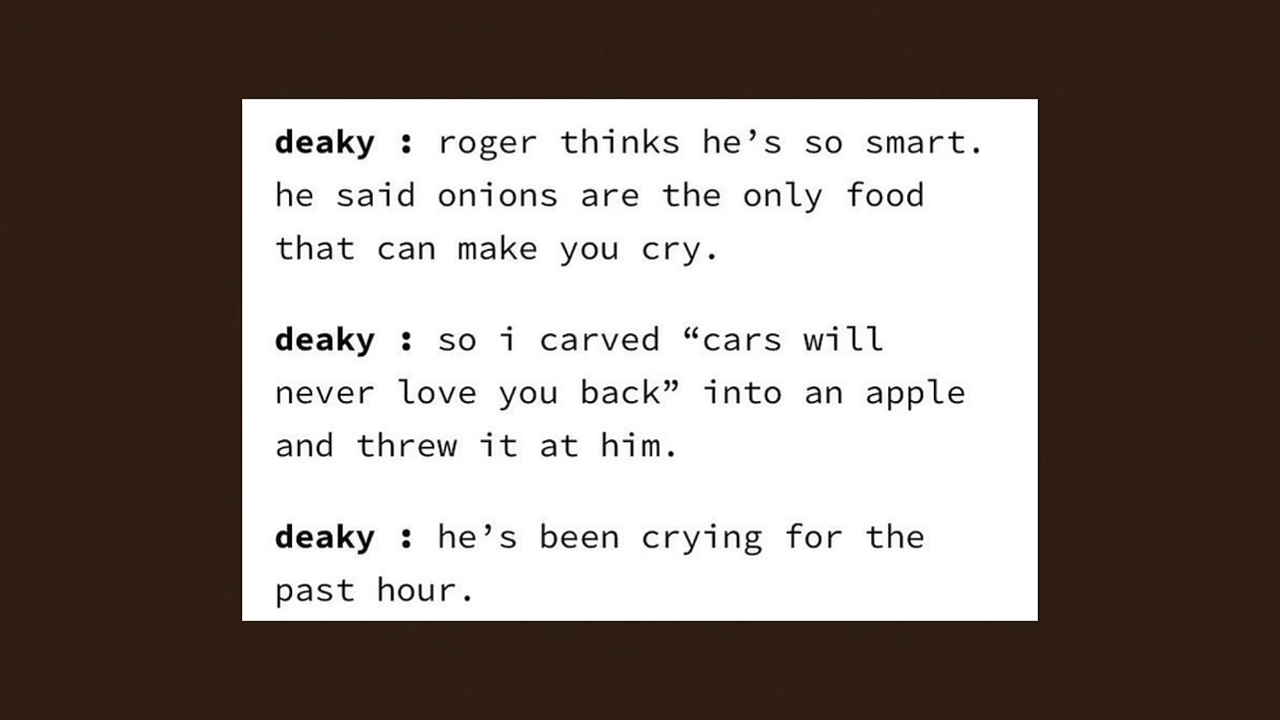 deaky : roger thinks he’s so smart.
he said onions are the only food
that can make you cry.
deaky : so i carved “cars will
never love you back” into an apple
and threw it at him.
deaky : he’s been crying for the
past hour.